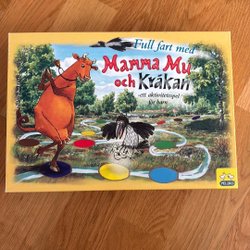 Full fart med
Mamma Mu
och Kråkan
-ett aktivitetsspel
för barn